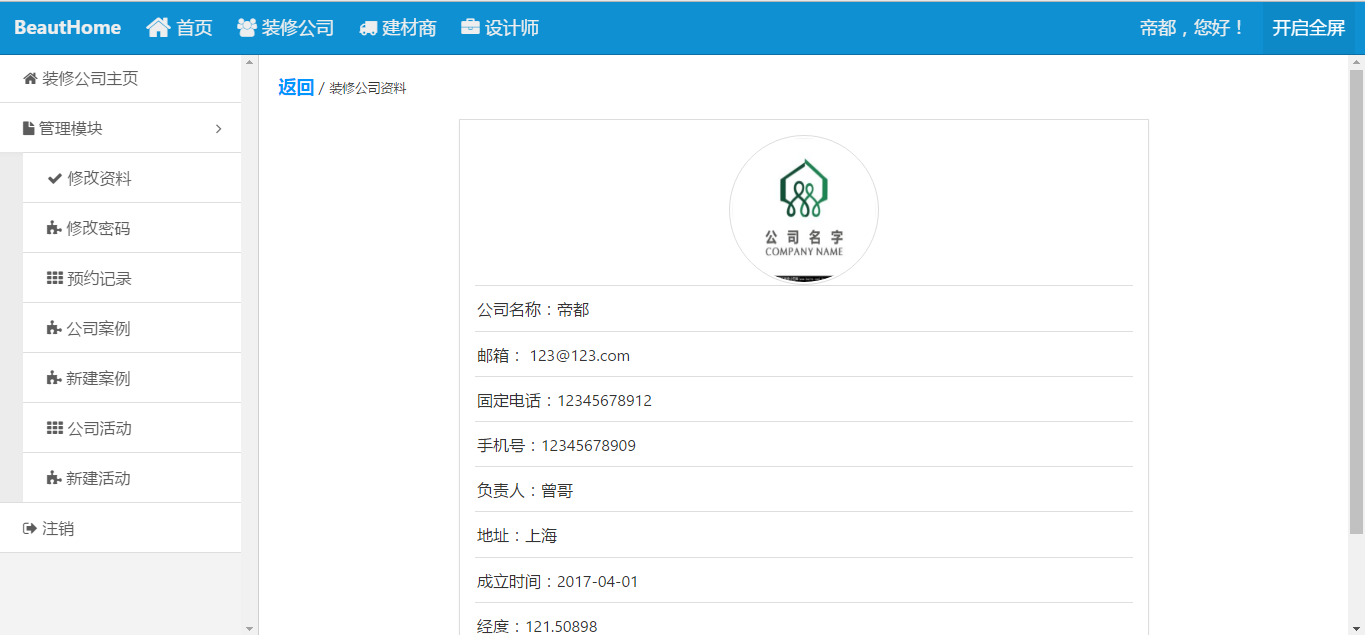 BeautHome 首页 装修公司 建材商 设计师 帝都，您好！ 开启全屏
装修公司主页
管理模块
修改资料
修改密码
预约记录
公司案例
新建案例
公司活动
新建活动
注销
返回 / 装修公司资料
公司名字
COMPANY NAME
公司名称：帝都
邮箱： 123@123.com
固定电话：12345678912
手机号：12345678909
负责人：曾哥
地址：上海
成立时间：2017-04-01
经度：121.50898